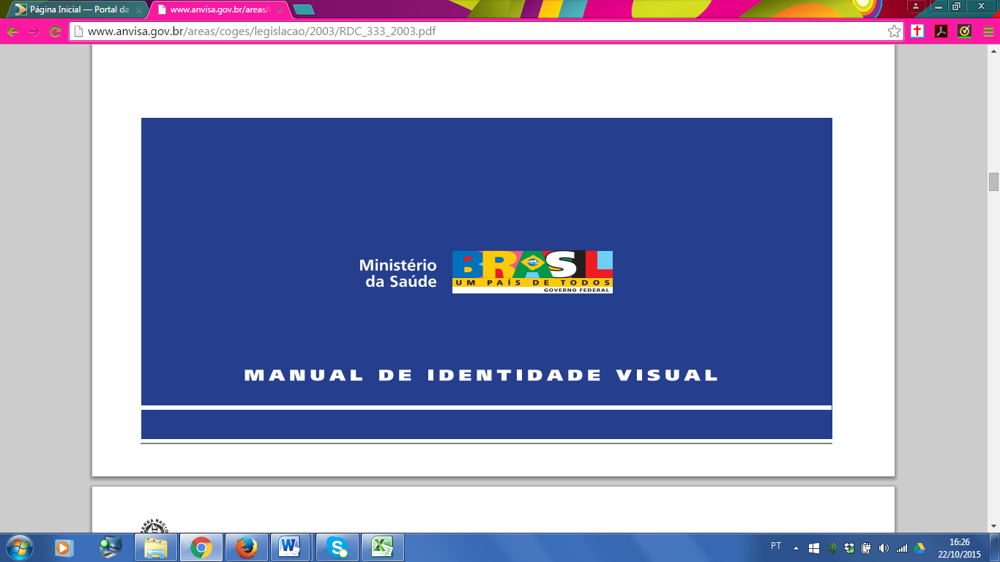 Página Inicial — Portal da
www.anvisa.gov.br/areas/
www.anvisa.gov.br/areas/coges/legislacao/2003/RDC_333_2003.pdf
Ministério
da Saúde
BRASIL
UM PAÍS DE TODOS
GOVERNO FEDERAL
MANUAL DE IDENTIDADE VISUAL
PT
16:26
22/10/2015